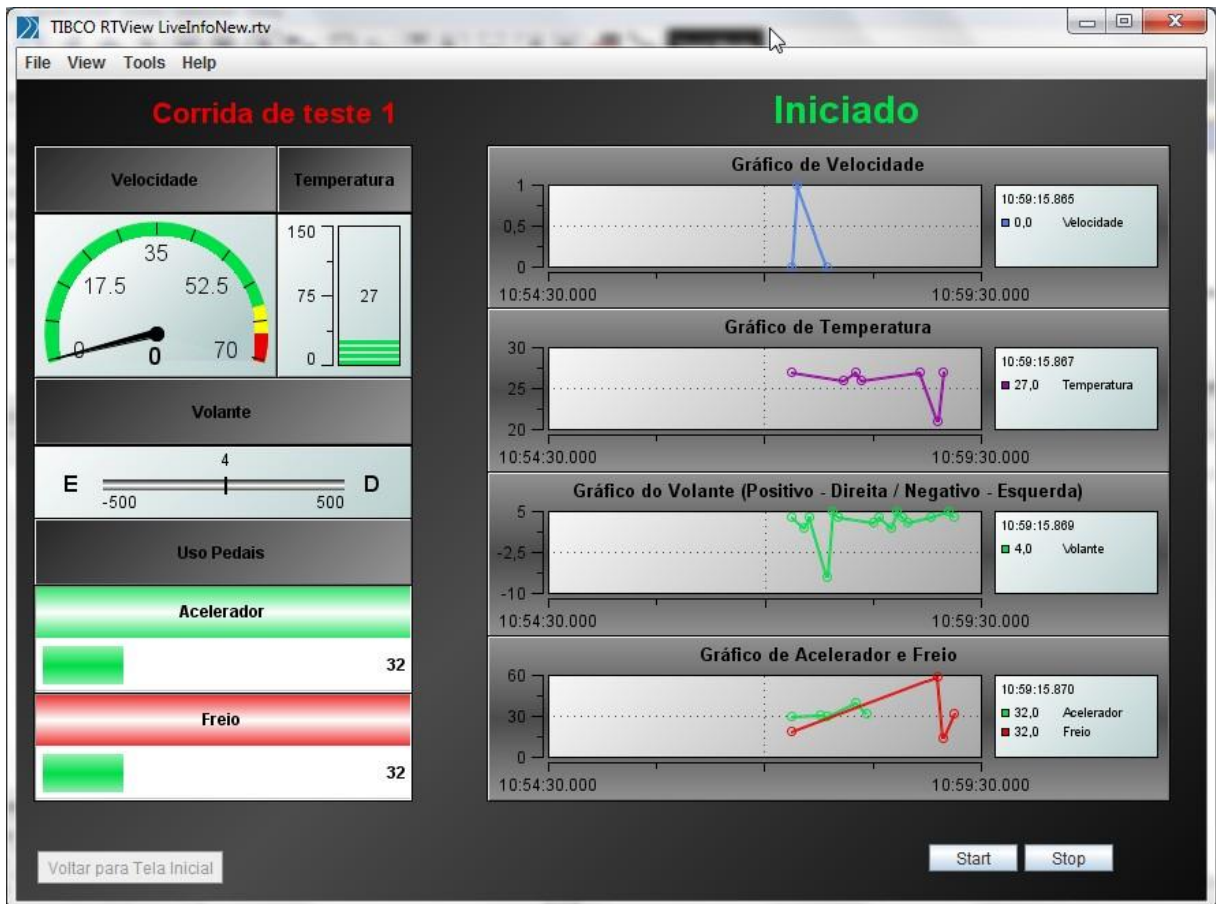 TIBCO RTView LiveInfoNew.rtv
File View Tools Help
Corrida de teste 1
Iniciado
Velocidade
Temperatura
0
17.5
35
52.5
70
0
150
75
0
27
Volante
4
E
D
-500
500
Uso Pedais
Acelerador
32
Freio
32
Gráfico de Velocidade
1
0,5
0
10:54:30.000
10:59:30.000
10:59:15.865
0,0 Velocidade
Gráfico de Temperatura
30
25
20
10:54:30.000
10:59:30.000
10:59:15.867
27,0 Temperatura
Gráfico do Volante (Positivo - Direita / Negativo - Esquerda)
5
-2,5
-10
10:54:30.000
10:59:30.000
10:59:15.869
4,0 Volante
Gráfico de Acelerador e Freio
60
30
0
10:54:30.000
10:59:30.000
10:59:15.870
32,0 Acelerador
32,0 Freio
Voltar para Tela Inicial
Start
Stop